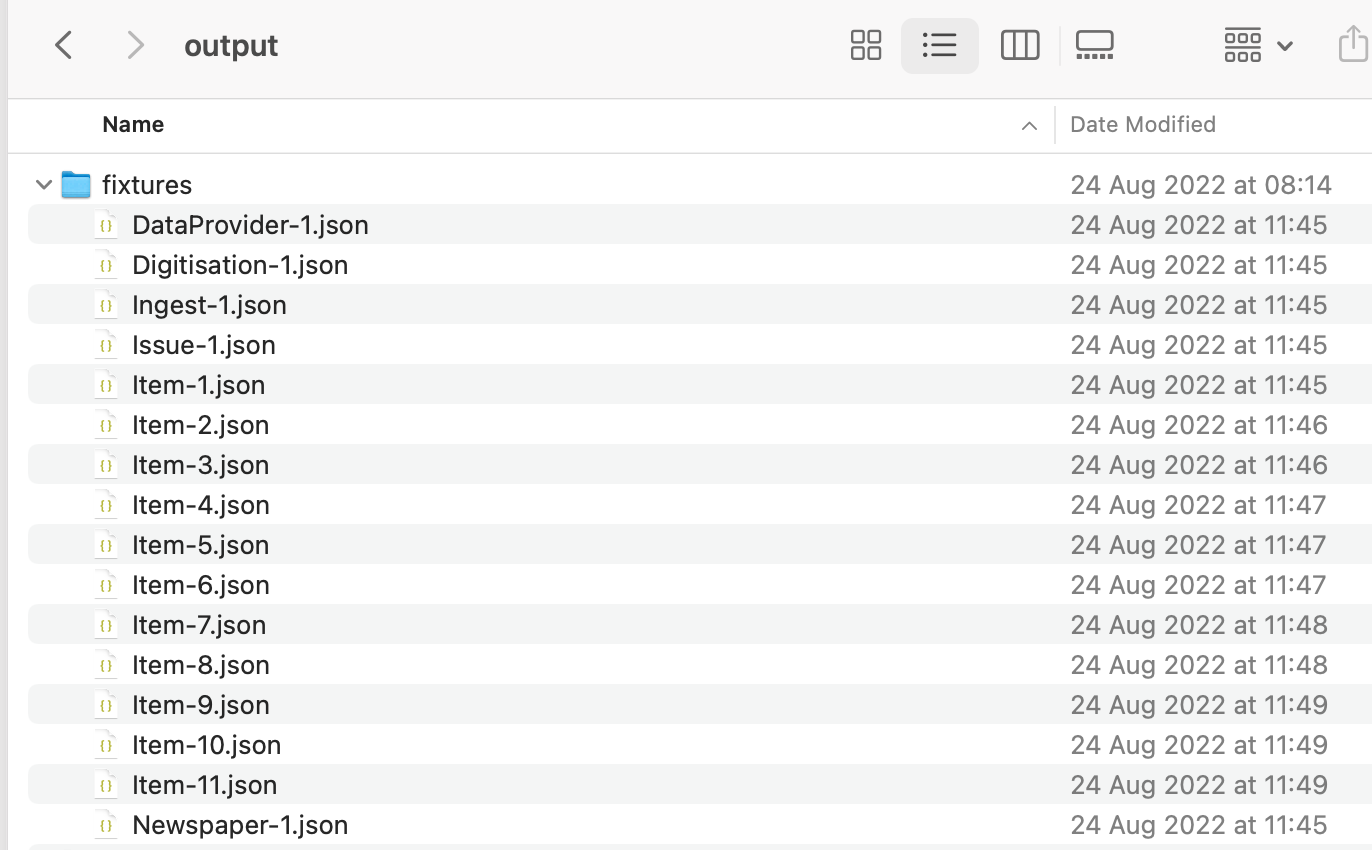 output
Name Date Modified
fixtures 24 Aug 2022 at 08:14
DataProvider-1.json 24 Aug 2022 at 11:45
Digitisation-1.json 24 Aug 2022 at 11:45
Ingest-1.json 24 Aug 2022 at 11:45
Issue-1.json 24 Aug 2022 at 11:45
Item-1.json 24 Aug 2022 at 11:45
Item-2.json 24 Aug 2022 at 11:46
Item-3.json 24 Aug 2022 at 11:46
Item-4.json 24 Aug 2022 at 11:47
Item-5.json 24 Aug 2022 at 11:47
Item-6.json 24 Aug 2022 at 11:47
Item-7.json 24 Aug 2022 at 11:48
Item-8.json 24 Aug 2022 at 11:48
Item-9.json 24 Aug 2022 at 11:49
Item-10.json 24 Aug 2022 at 11:49
Item-11.json 24 Aug 2022 at 11:49
Newspaper-1.json 24 Aug 2022 at 11:45